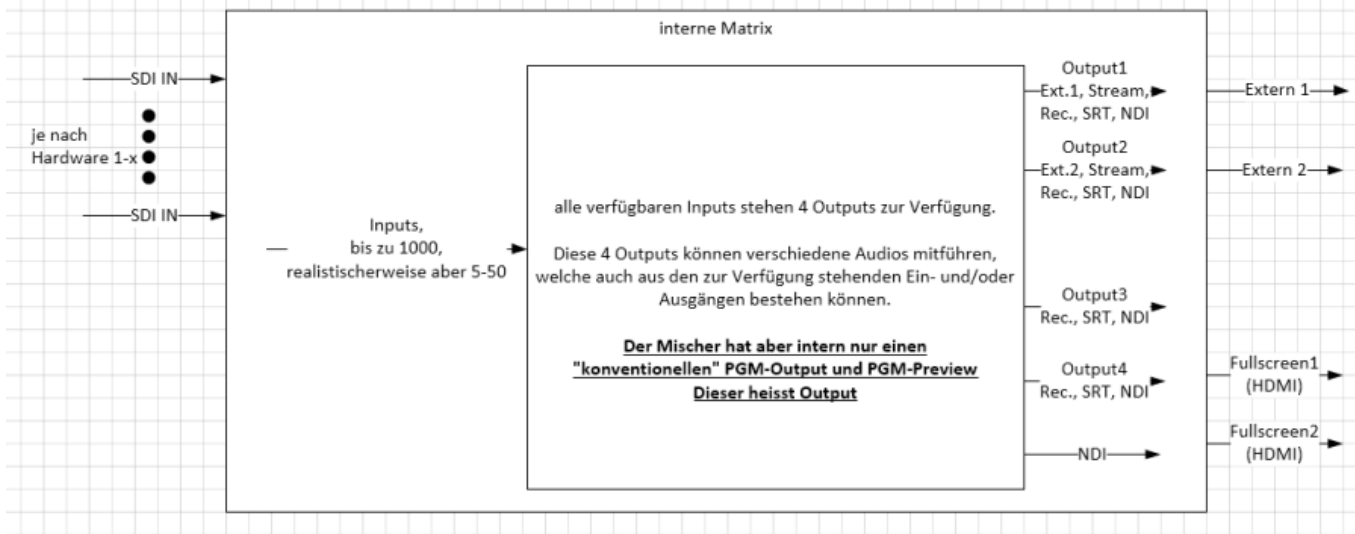 interne Matrix
SDI IN
je nach
Hardware 1-x
SDI IN
Inputs,
bis zu 1000,
realistischerweise aber 5-50
alle verfügbaren Inputs stehen 4 Outputs zur Verfügung.
Diese 4 Outputs können verschiedene Audios mitführen,
welche auch aus den zur Verfügung stehenden Ein- und/oder
Ausgängen bestehen können.
Der Mischer hat aber intern nur einen
"konventionellen" PGM-Output und PGM-Preview
Dieser heisst Output
Output1
Ext.1, Stream,
Rec., SRT, NDI
Output2
Ext.2, Stream,
Rec., SRT, NDI
Output3
Rec., SRT, NDI
Output4
Rec., SRT, NDI
NDI
Extern 1
Extern 2
Fullscreen1
(HDMI)
Fullscreen2
(HDMI)